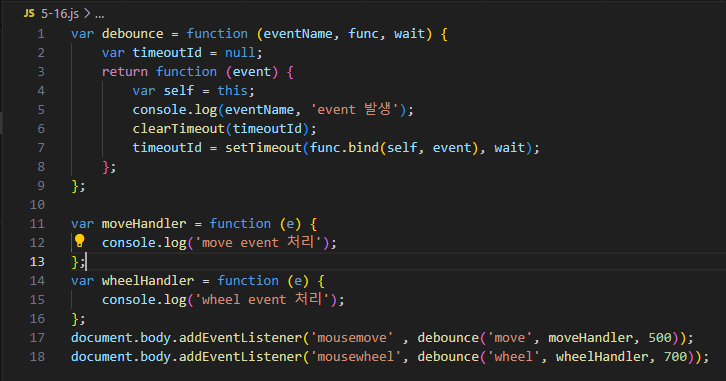 JS 5-16.js > ...
1 var debounce = function (eventName, func, wait) {
2     var timeoutId = null;
3     return function (event) {
4         var self = this;
5         console.log(eventName, 'event 발생');
6         clearTimeout(timeoutId);
7         timeoutId = setTimeout(func.bind(self, event), wait);
8     };
9 };
10
11 var moveHandler = function (e) {
12     console.log('move event 처리');
13 };
14 var wheelHandler = function (e) {
15     console.log('wheel event 처리');
16 };
17 document.body.addEventListener('mousemove' , debounce('move', moveHandler, 500));
18 document.body.addEventListener('mousewheel', debounce('wheel', wheelHandler, 700));